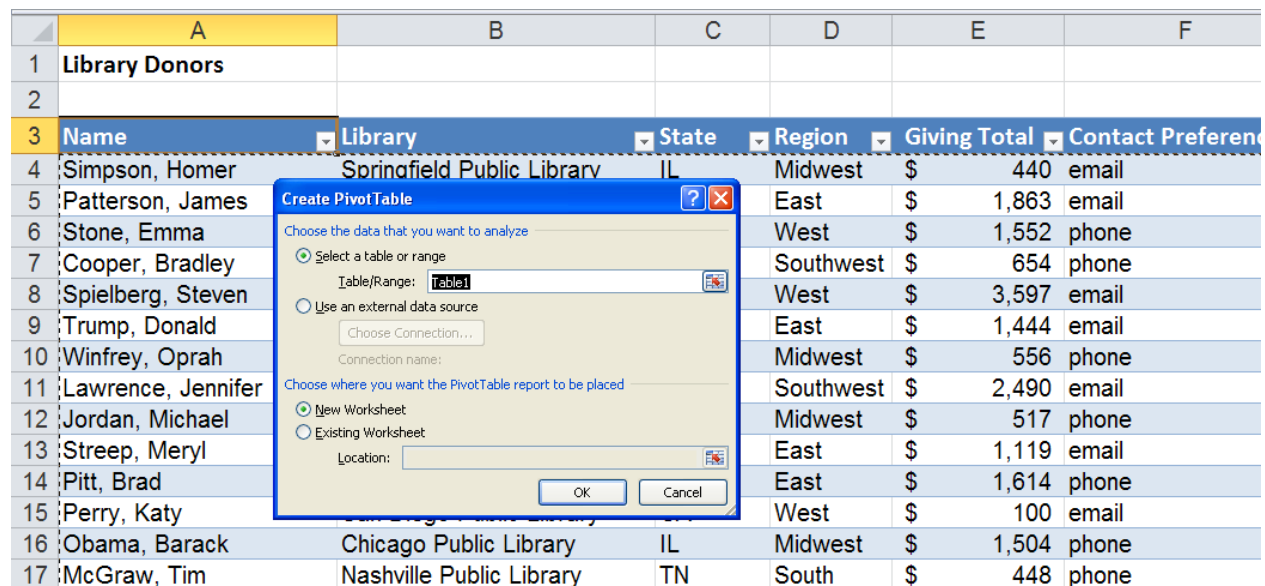 A B C D E F
1 Library Donors
2
3 Name Library State Region Giving Total Contact Preferenc
4 Simpson, Homer Springfield Public Library IL Midwest $ 440 email
5 Patterson, James East $ 1,863 email
6 Stone, Emma West $ 1,552 phone
7 Cooper, Bradley Southwest $ 654 phone
8 Spielberg, Steven West $ 3,597 email
9 Trump, Donald East $ 1,444 email
10 Winfrey, Oprah Midwest $ 556 phone
11 Lawrence, Jennifer Southwest $ 2,490 email
12 Jordan, Michael Midwest $ 517 phone
13 Streep, Meryl East $ 1,119 email
14 Pitt, Brad East $ 1,614 phone
15 Perry, Katy West $ 100 email
16 Obama, Barack Chicago Public Library IL Midwest $ 1,504 phone
17 McGraw, Tim Nashville Public Library TN South $ 448 phone
Create PivotTable ?
Choose the data that you want to analyze
Select a table or range
Table/Range: Table1
Use an external data source
Choose Connection...
Connection name:
Choose where you want the PivotTable report to be placed
New Worksheet
Existing Worksheet
Location:
OK Cancel